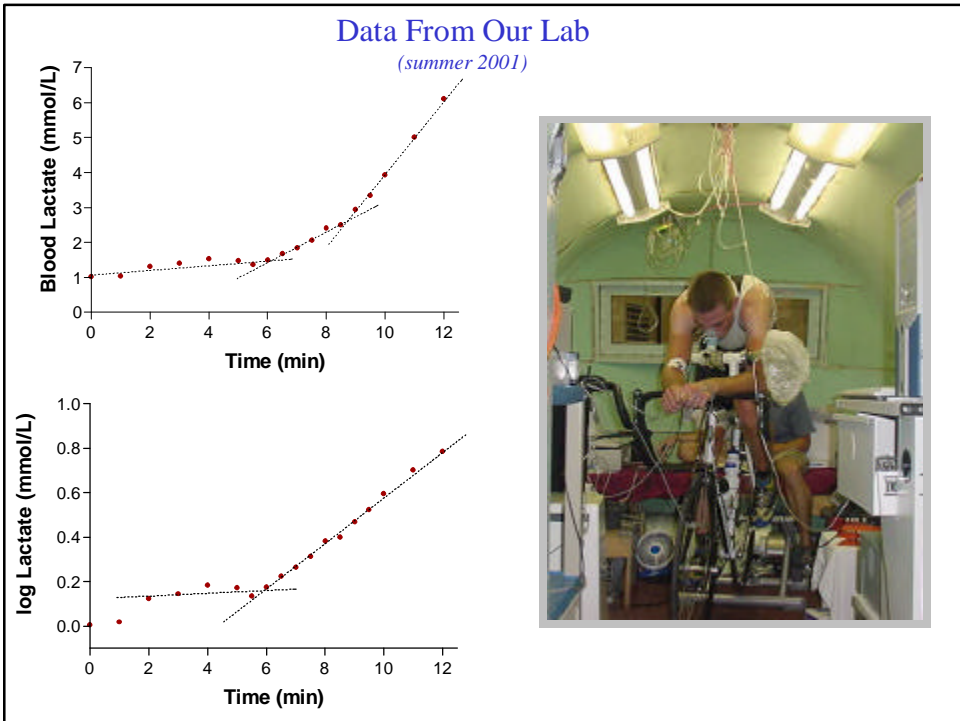 Data From Our Lab
(summer 2001)
Blood Lactate (mmol/L)
7
6
5
4
3
2
1
0
0 2 4 6 8 10 12
Time (min)
log Lactate (mmol/L)
1.0
0.8
0.6
0.4
0.2
0.0
0 2 4 6 8 10 12
Time (min)